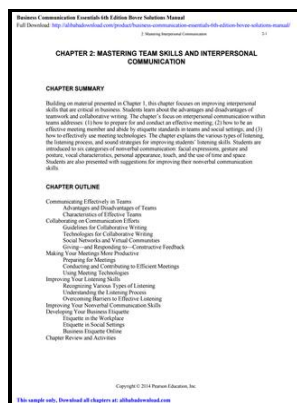 Business Communication Essentials 6th Edition Bovee Solutions Manual
Full Download: http://alibabadownload.com/product/business-communication-essentials-6th-edition-bovee-solutions-manual/
2: Mastering Interpersonal Communication 2-1
CHAPTER 2: MASTERING TEAM SKILLS AND INTERPERSONAL
COMMUNICATION
CHAPTER SUMMARY
Building on material presented in Chapter 1, this chapter focuses on improving interpersonal
skills that are critical in business. Students learn about the advantages and disadvantages of
teamwork and collaborative writing. The chapter's focus on interpersonal communication within
teams addresses: (1) how to prepare for and conduct an effective meeting; (2) how to be an
effective meeting member and abide by etiquette standards in teams and social settings; and (3)
how to effectively use meeting technologies. The chapter explains the various types of listening,
the listening process, and sound strategies for improving students' listening skills. Students are
introduced to six categories of nonverbal communication: facial expressions, gesture and
posture, vocal characteristics, personal appearance, touch, and the use of time and space.
Students are also presented with suggestions for improving their nonverbal communication
skills.
CHAPTER OUTLINE
Communicating Effectively in Teams
Advantages and Disadvantages of Teams
Characteristics of Effective Teams
Collaborating on Communication Efforts
Guidelines for Collaborative Writing
Technologies for Collaborative Writing
Social Networks and Virtual Communities
Giving—and Responding to—Constructive Feedback
Making Your Meetings More Productive
Preparing for Meetings
Conducting and Contributing to Efficient Meetings
Using Meeting Technologies
Improving Your Listening Skills
Recognizing Various Types of Listening
Understanding the Listening Process
Overcoming Barriers to Effective Listening
Improving Your Nonverbal Communication Skills
Developing Your Business Etiquette
Etiquette in the Workplace
Etiquette in Social Settings
Business Etiquette Online
Chapter Review and Activities
Copyright © 2014 Pearson Education, Inc.
This sample only, Download all chapters at: alibabadownload.com